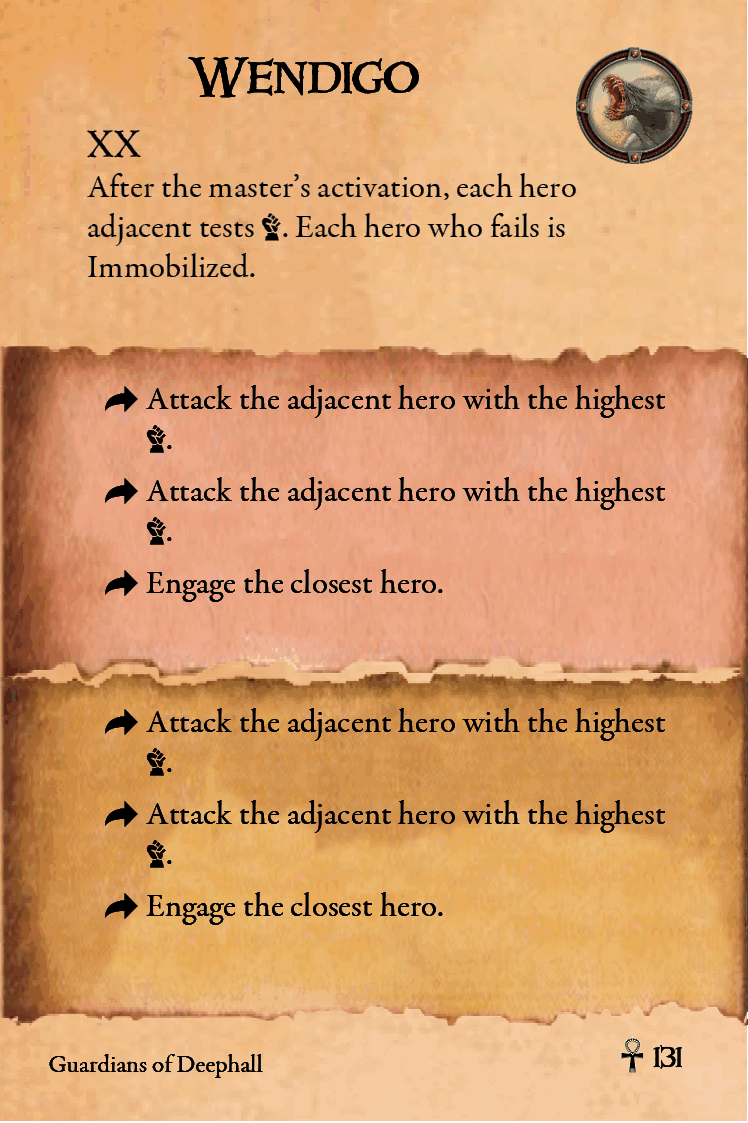 WENDIGO
XX
After the master's activation, each hero
adjacent tests . Each hero who fails is
Immobilized.
Attack the adjacent hero with the highest
.
Attack the adjacent hero with the highest
.
Engage the closest hero.
Attack the adjacent hero with the highest
.
Attack the adjacent hero with the highest
.
Engage the closest hero.
Guardians of Deephall
☥ 131